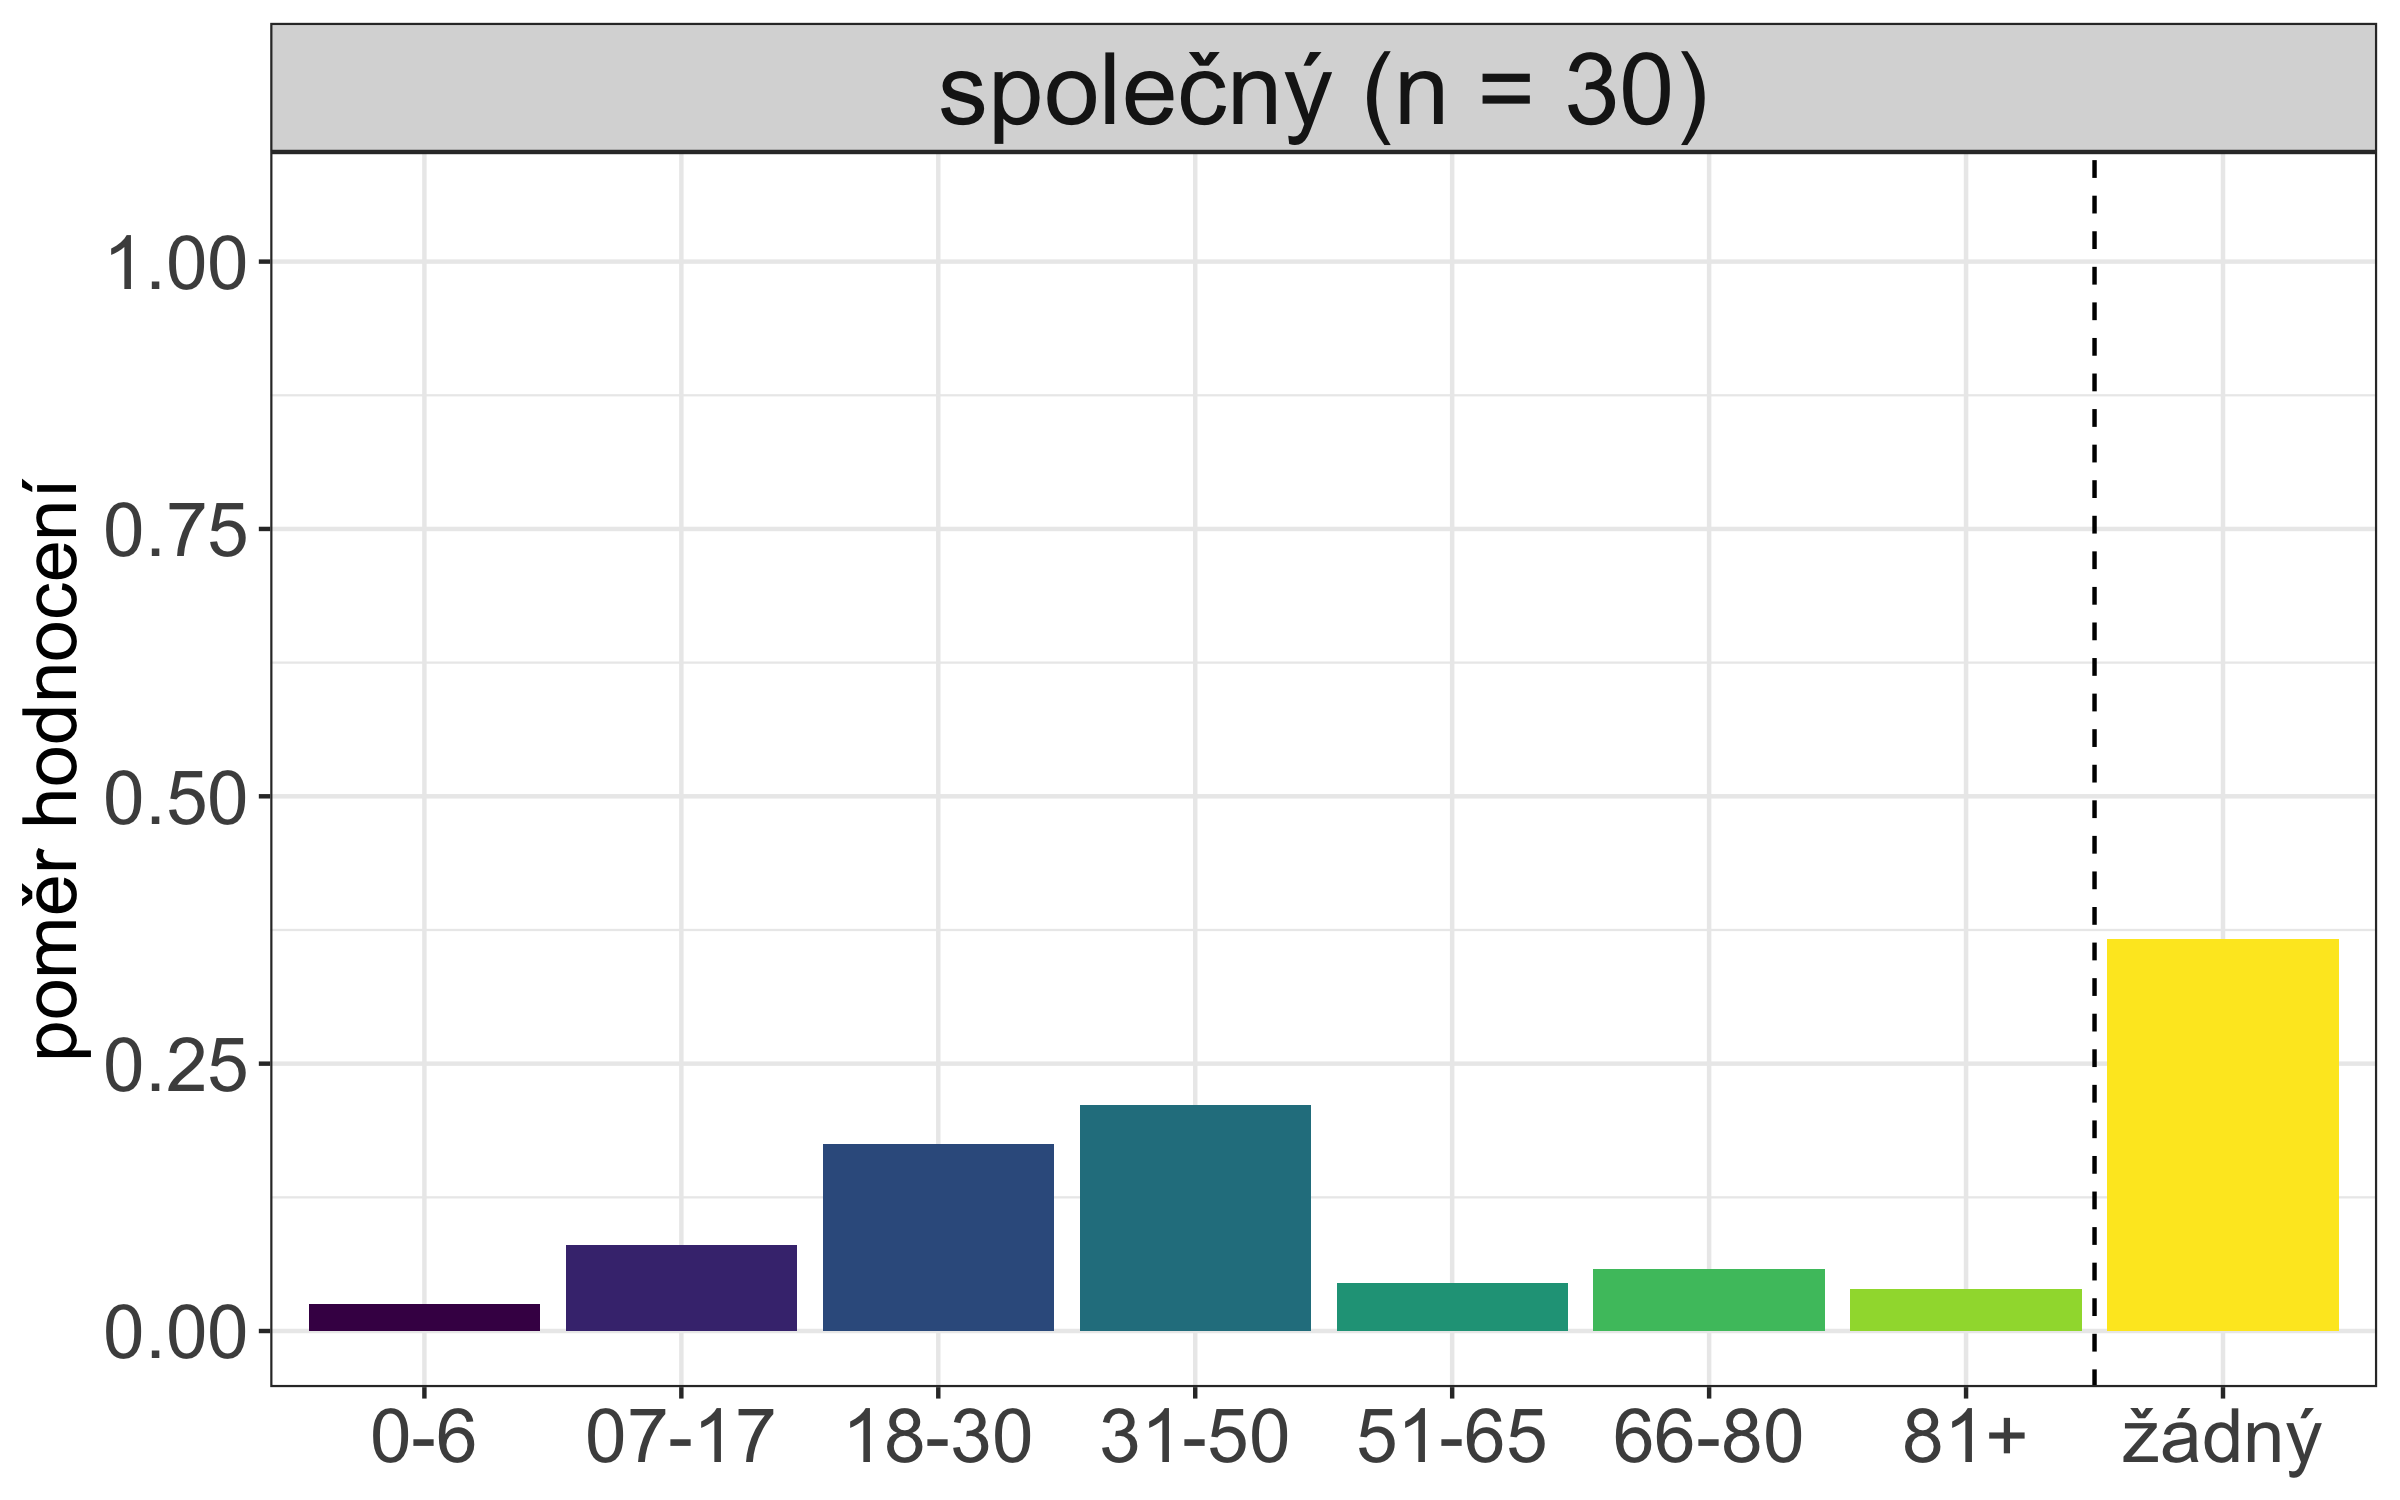 společný (n = 30)
poměr hodnocení
1.00
0.75
0.50
0.25
0.00
0-6 07-17 18-30 31-50 51-65 66-80 81+ žádný